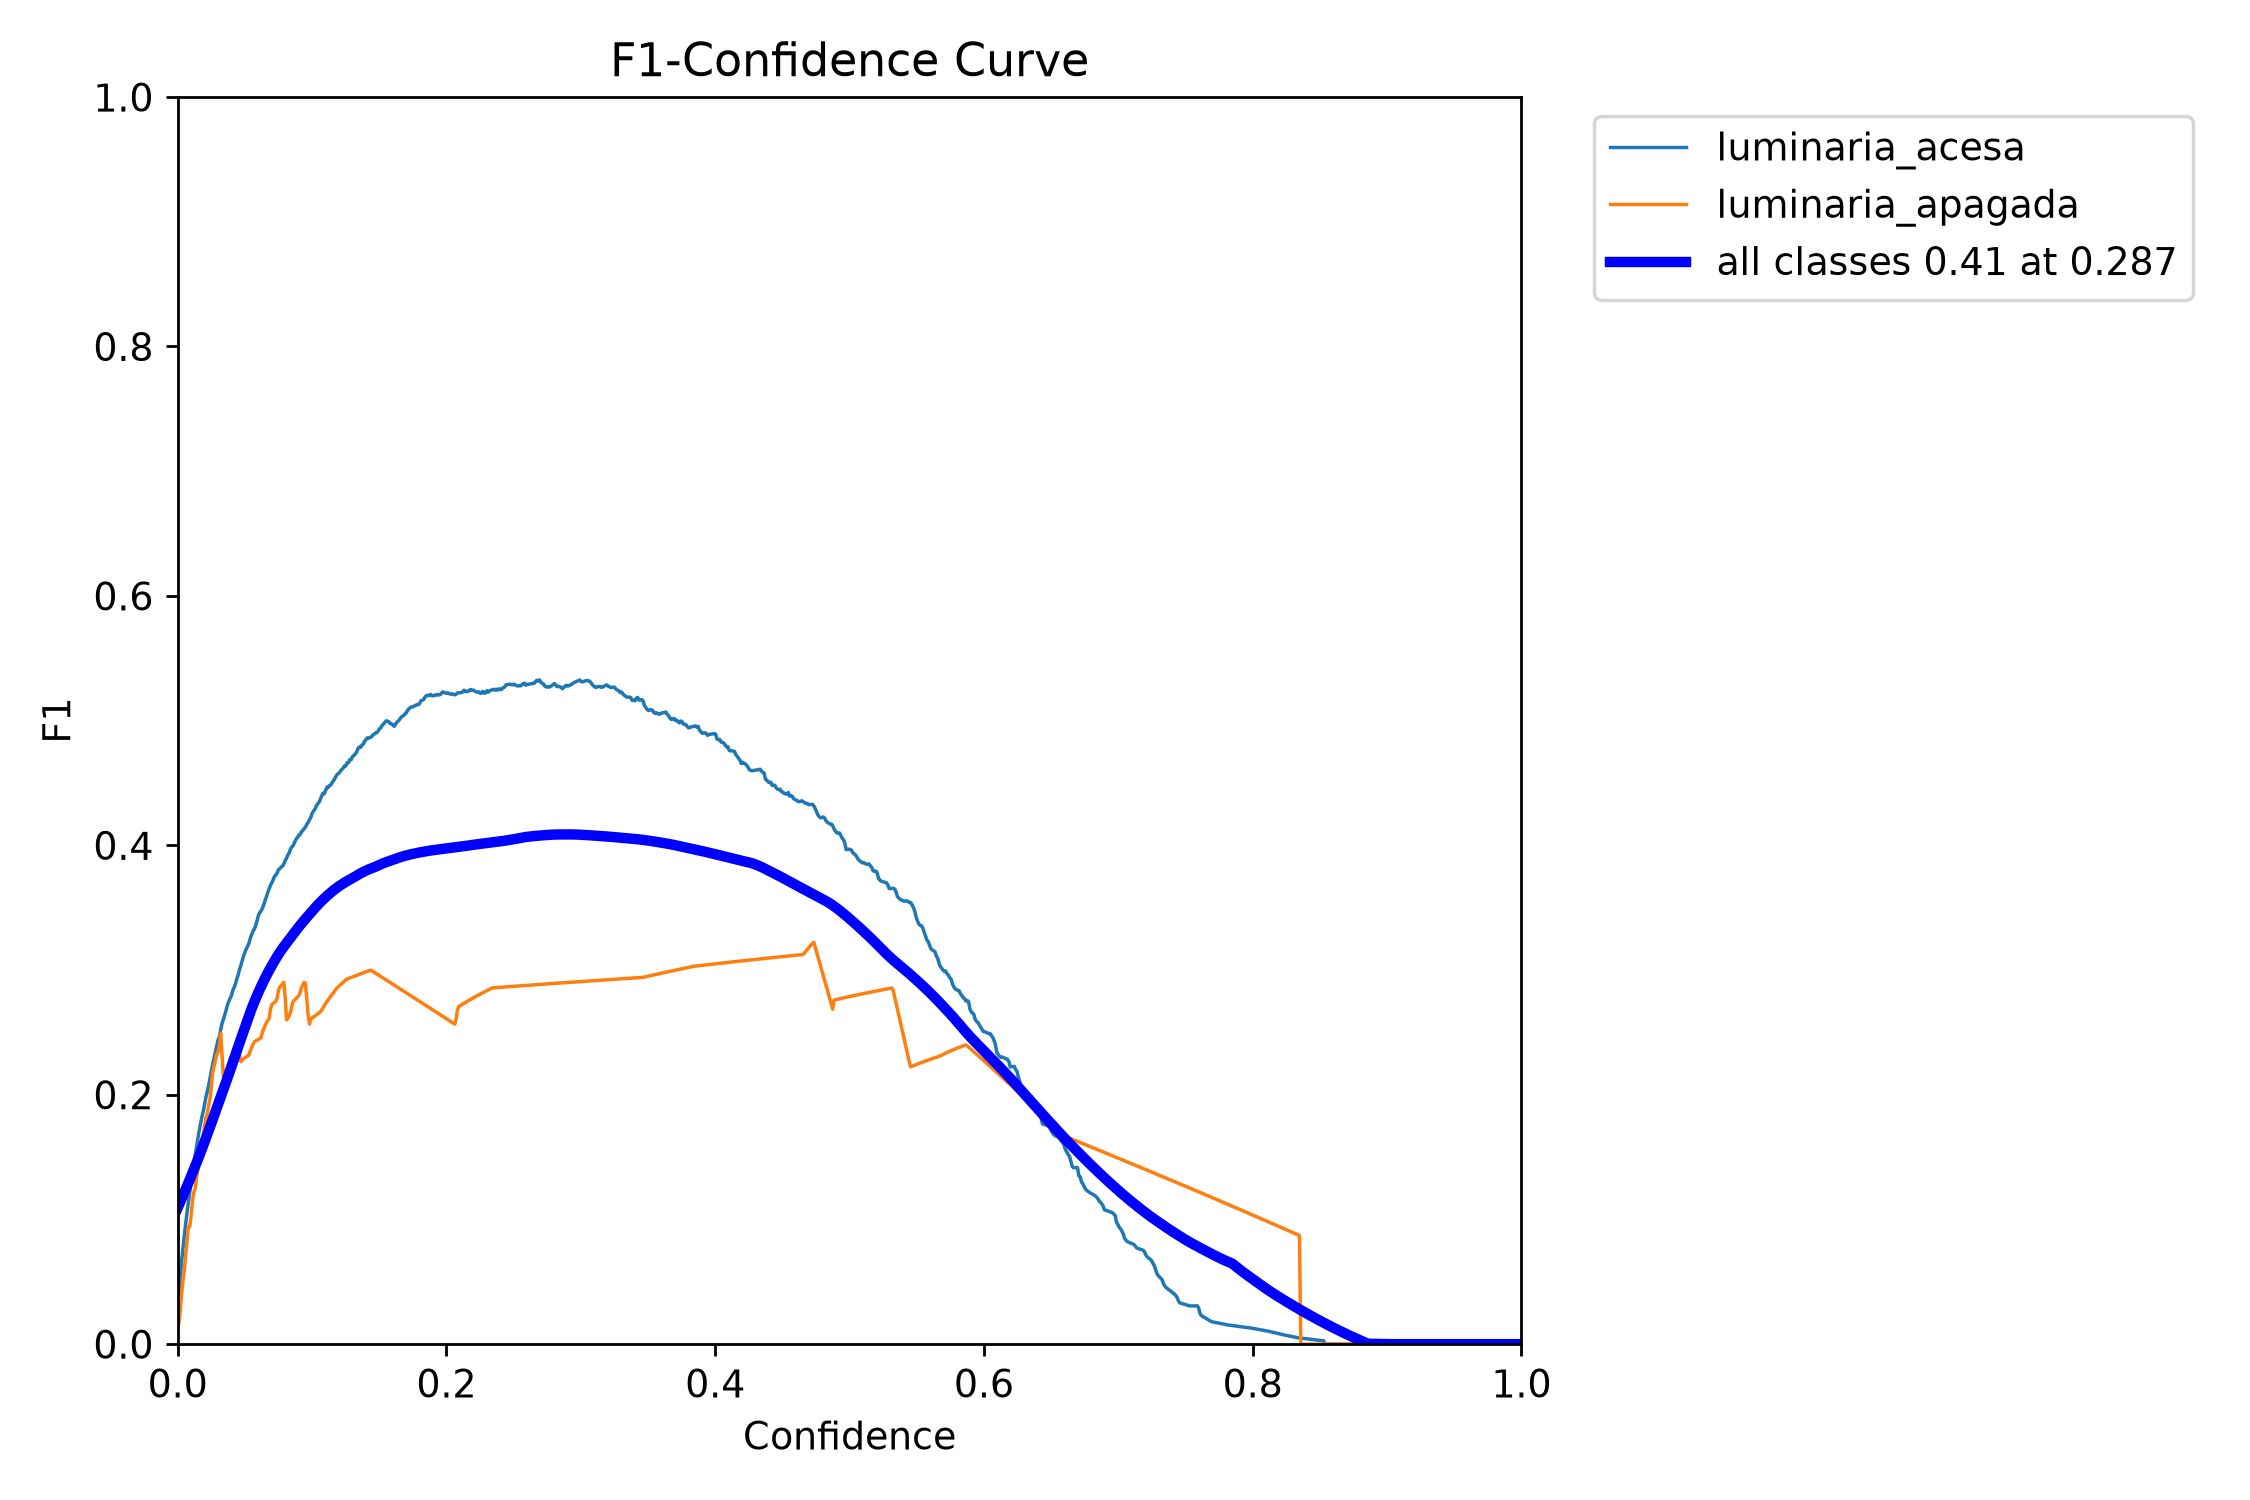 F1-Confidence Curve
1.0
0.8
0.6
0.4
0.2
0.0
F1
0.0 0.2 0.4 0.6 0.8 1.0
Confidence
luminaria_acesa
luminaria_apagada
all classes 0.41 at 0.287